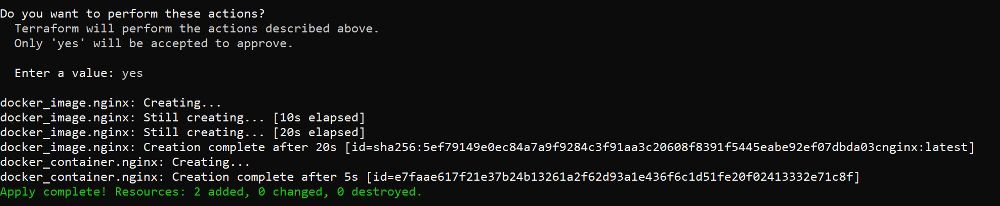 Do you want to perform these actions?
Terraform will perform the actions described above.
Only 'yes' will be accepted to approve.
Enter a value: yes
docker_image.nginx: Creating...
docker_image.nginx: Still creating... [10s elapsed]
docker_image.nginx: Still creating... [20s elapsed]
docker_image.nginx: Creation complete after 20s [id=sha256:5ef79149e0ec84a7a9f9284c3f91aa3c20608f8391f5445eabe92ef07dbda03cnginx:latest]
docker_container.nginx: Creating...
docker_container.nginx: Creation complete after 5s [id=e7faae617f21e37b24b13261a2f62d93a1e436f6c1d51fe20f02413332e71c8f]
Apply complete! Resources: 2 added, 0 changed, 0 destroyed.